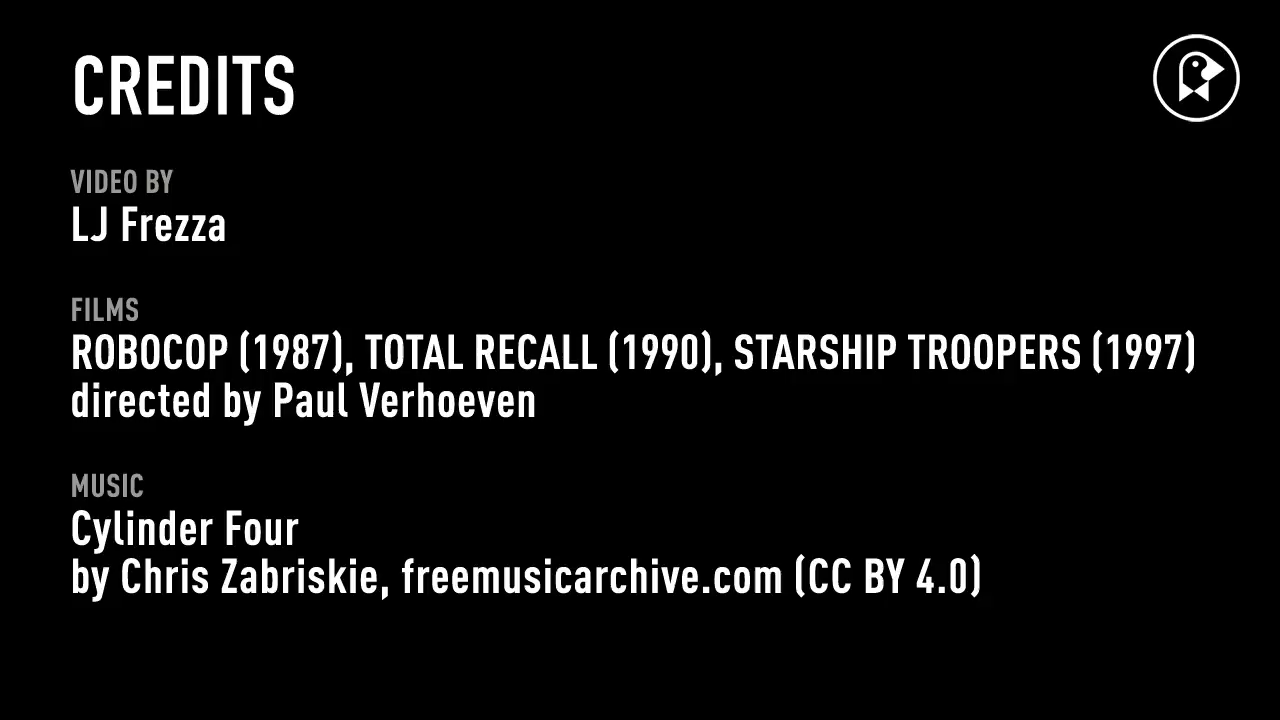 CREDITS
VIDEO BY
LJ Frezza
FILMS
ROBOCOP (1987), TOTAL RECALL (1990), STARSHIP TROOPERS (1997)
directed by Paul Verhoeven
MUSIC
Cylinder Four
by Chris Zabriskie, freemusicarchive.com (CC BY 4.0)